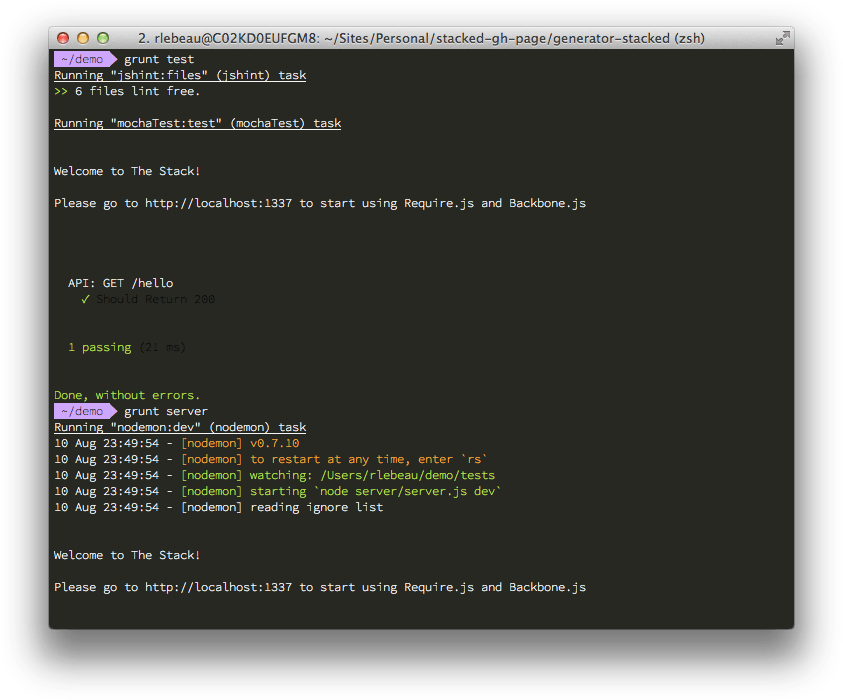 2. rlebeau@C02KD0EUFGM8: ~/Sites/Personal/stacked-gh-page/generator-stacked (zsh)
~/demo grunt test
Running "jshint:files" (jshint) task
>> 6 files lint free.
Running "mochaTest:test" (mochaTest) task
Welcome to The Stack!
Please go to http://localhost:1337 to start using Require.js and Backbone.js
API: GET /hello
✓ Should Return 200
1 passing (21 ms)
Done, without errors.
~/demo grunt server
Running "nodemon:dev" (nodemon) task
10 Aug 23:49:54 - [nodemon] v0.7.10
10 Aug 23:49:54 - [nodemon] to restart at any time, enter `rs`
10 Aug 23:49:54 - [nodemon] watching: /Users/rlebeau/demo/tests
10 Aug 23:49:54 - [nodemon] starting `node server/server.js dev`
10 Aug 23:49:54 - [nodemon] reading ignore list
Welcome to The Stack!
Please go to http://localhost:1337 to start using Require.js and Backbone.js